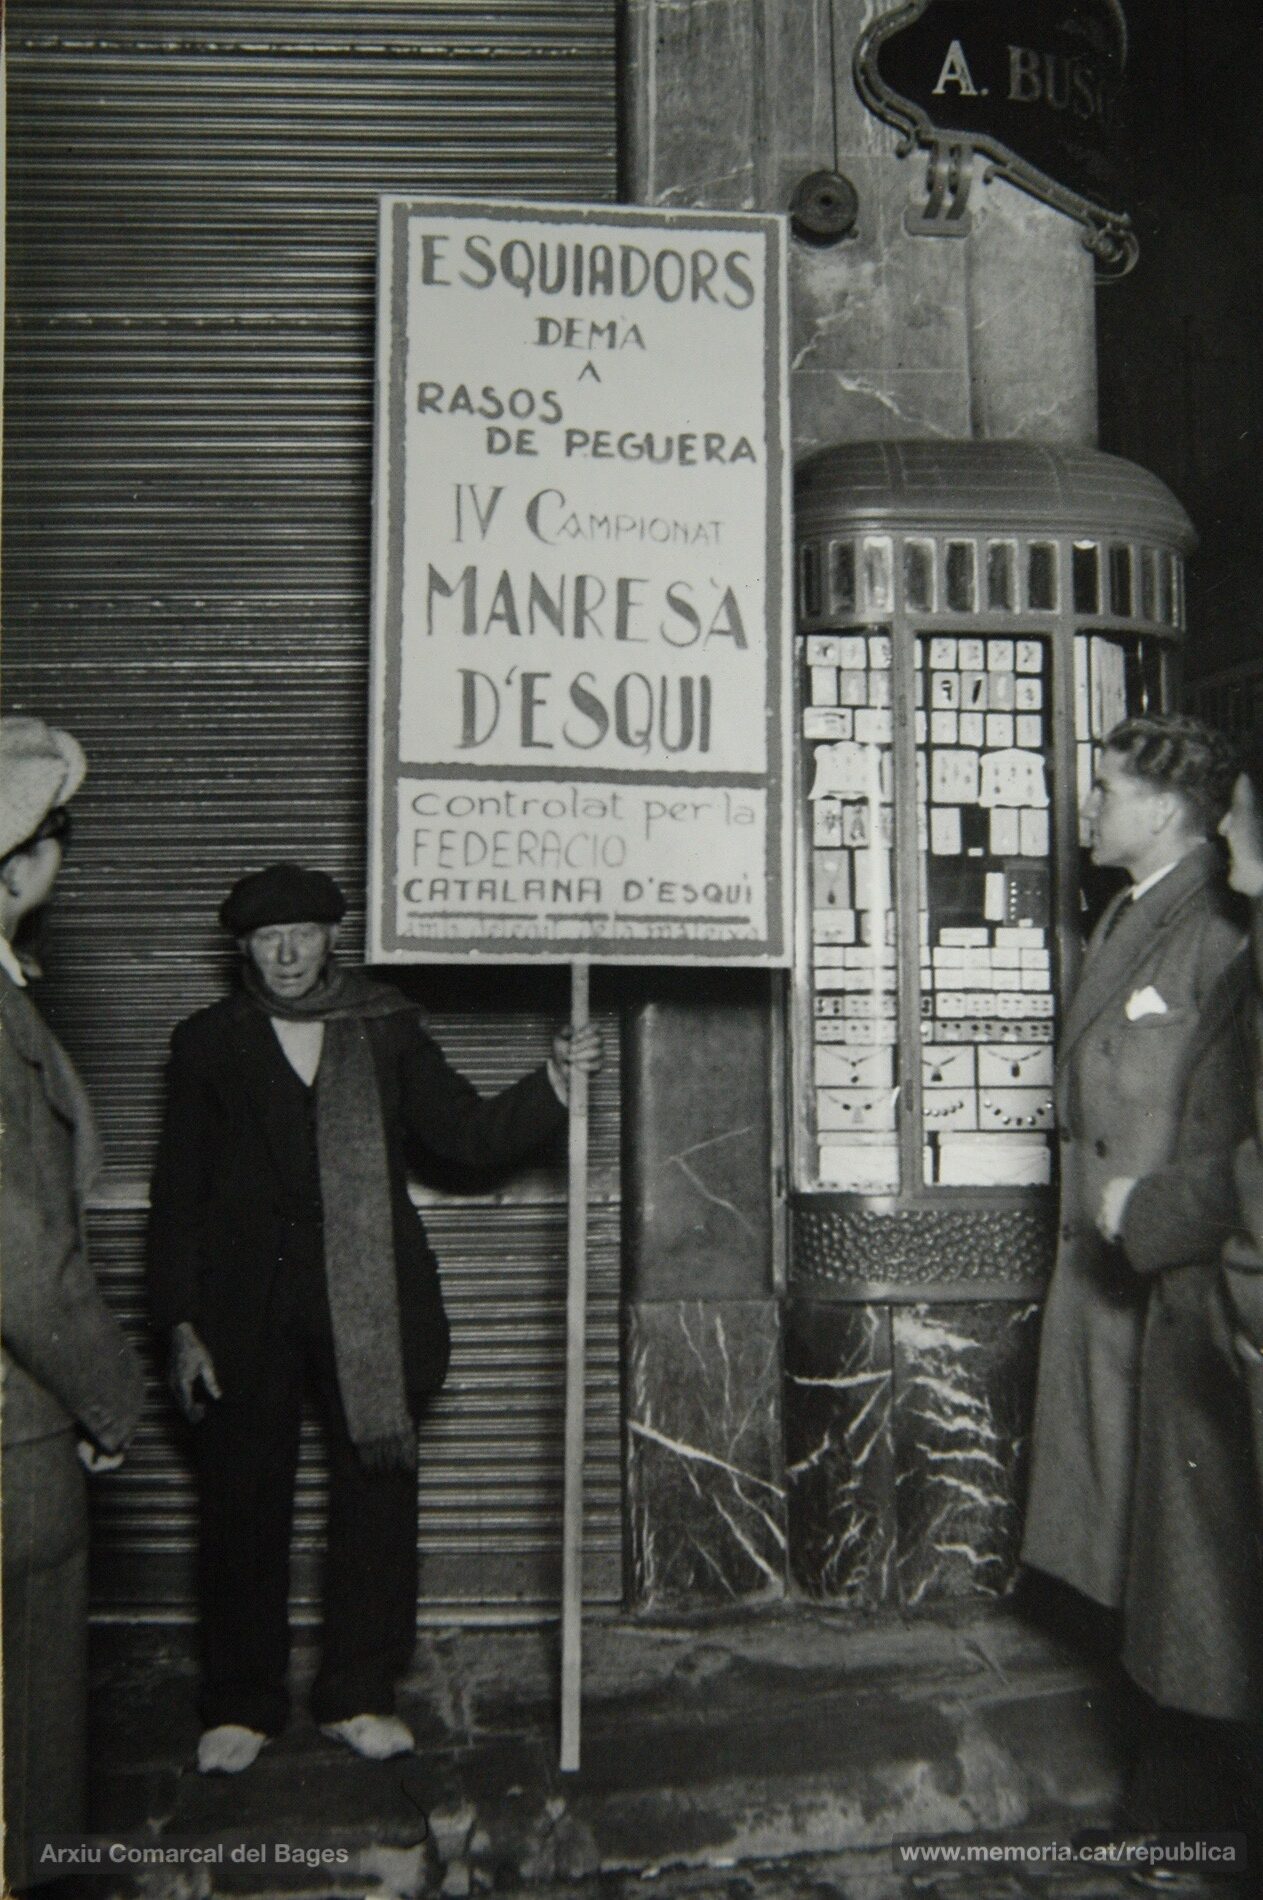 A. BUS
ESQUIADORS
DEMÀ
A
RASOS
DE PEGUERA
IV CAMPIONAT
MANRESÀ
D'ESQUI
controlat per la
FEDERACIO
CATALANA D'ESQUÌ
Arxiu Comarcal del Bages
www.memoria.cat/republica